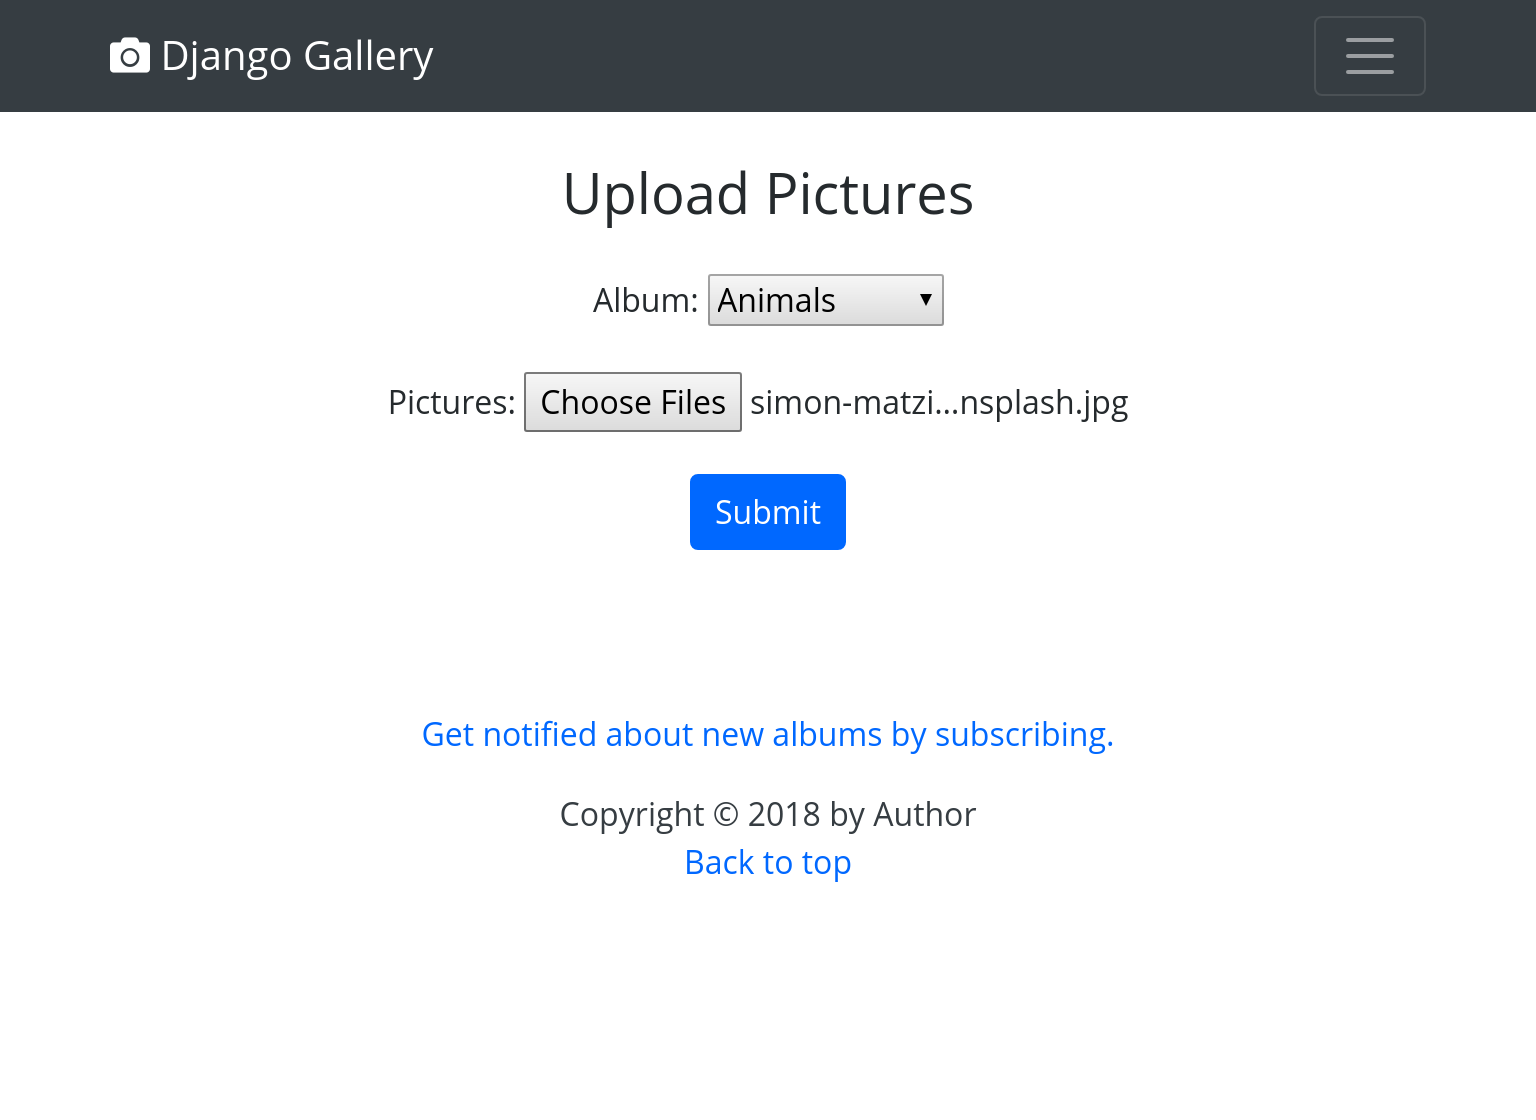 Django Gallery
Upload Pictures
Album: Animals
Pictures: Choose Files simon-matzi...nsplash.jpg
Submit
Get notified about new albums by subscribing.
Copyright © 2018 by Author
Back to top